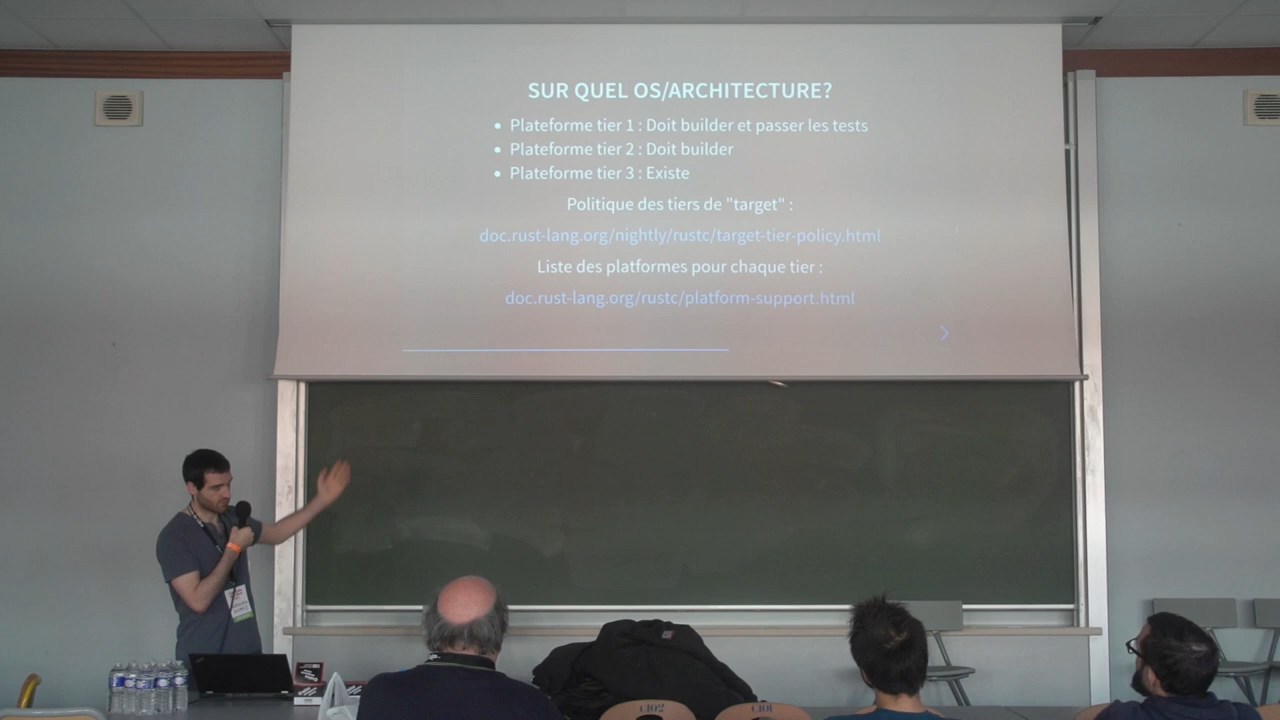 SUR QUEL OS/ARCHITECTURE?
• Plateforme tier 1 : Doit builder et passer les tests
• Plateforme tier 2 : Doit builder
• Plateforme tier 3 : Existe
Politique des tiers de "target" :
doc.rust-lang.org/nightly/rustc/target-tier-policy.html
Liste des platformes pour chaque tier :
doc.rust-lang.org/rustc/platform-support.html